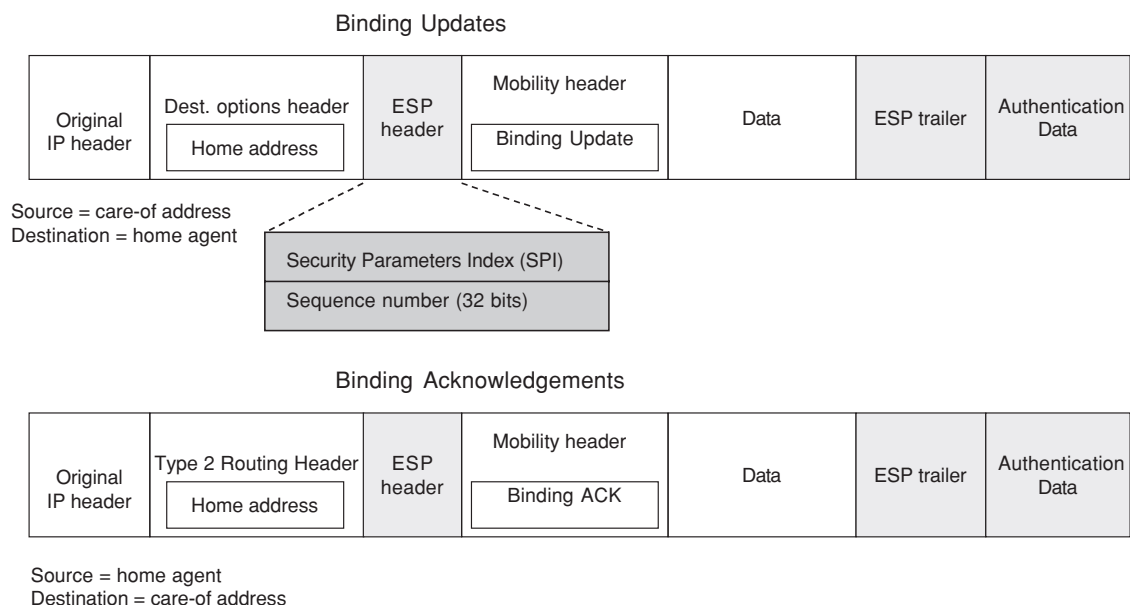 Binding Updates
Original
IP header
Dest. options header
Home address
ESP
header
Mobility header
Binding Update
Data
ESP trailer
Authentication
Data
Source = care-of address
Destination = home agent
Security Parameters Index (SPI)
Sequence number (32 bits)
Binding Acknowledgements
Original
IP header
Type 2 Routing Header
Home address
ESP
header
Mobility header
Binding ACK
Data
ESP trailer
Authentication
Data
Source = home agent
Destination = care-of address